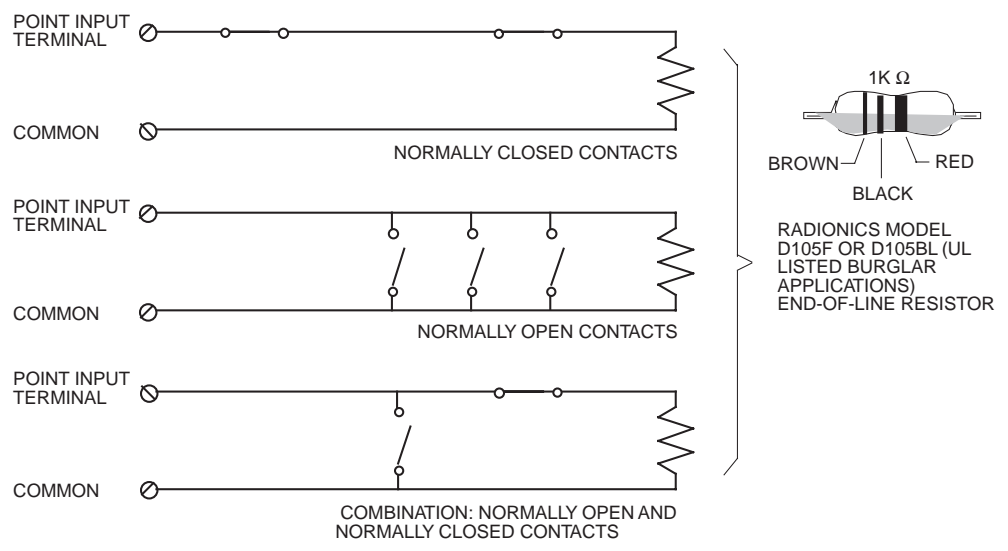 POINT INPUT
TERMINAL
COMMON
NORMALLY CLOSED CONTACTS
POINT INPUT
TERMINAL
COMMON
NORMALLY OPEN CONTACTS
POINT INPUT
TERMINAL
COMMON
COMBINATION: NORMALLY OPEN AND
NORMALLY CLOSED CONTACTS
1K Ω
BROWN
RED
BLACK
RADIONICS MODEL
D105F OR D105BL (UL
LISTED BURGLAR
APPLICATIONS)
END-OF-LINE RESISTOR